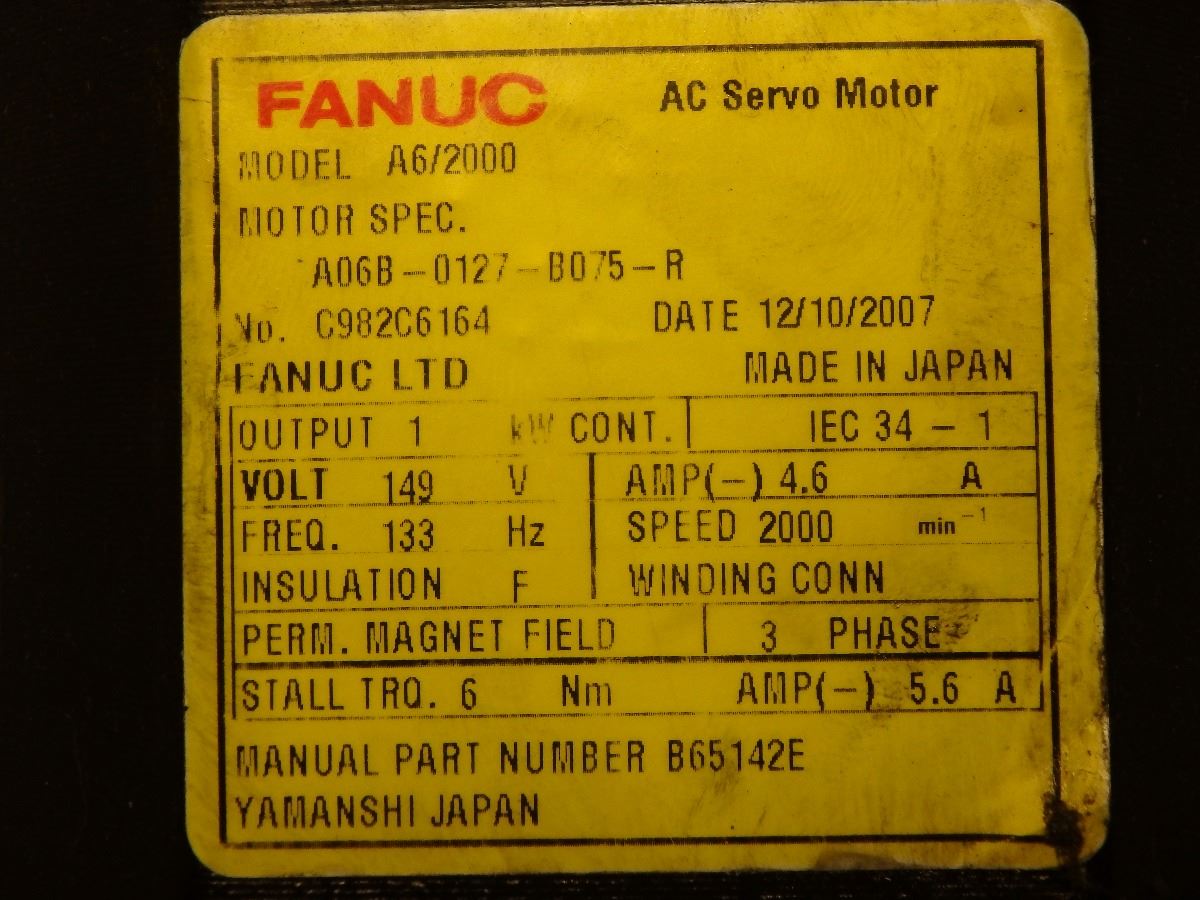 FANUC AC Servo Motor
MODEL A6/2000
MOTOR SPEC.
A06B-0127-B075-R
No. C982C6164 DATE 12/10/2007
FANUC LTD MADE IN JAPAN
OUTPUT 1 kW CONT. IEC 34 - 1
VOLT 149 V AMP(~) 4.6 A
FREQ. 133 Hz SPEED 2000 min⁻¹
INSULATION F WINDING CONN
PERM. MAGNET FIELD 3 PHASE
STALL TRQ. 6 Nm AMP(~) 5.6 A
MANUAL PART NUMBER B65142E
YAMANSHI JAPAN